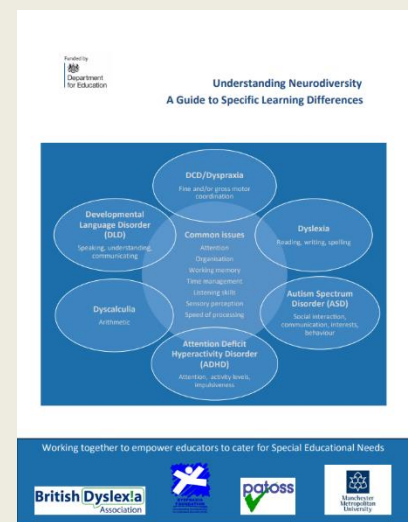 Funded by
Department
for Education
Understanding Neurodiversity
A Guide to Specific Learning Differences
DCD/Dyspraxia
Fine and/or gross motor
coordination
Developmental
Language Disorder
(DLD)
Speaking, understanding,
communicating
Common issues
Attention
Organisation
Working memory
Time management
Listening skills
Sensory perception
Speed of processing
Dyslexia
Reading, writing, spelling
Dyscalculia
Arithmetic
Autism Spectrum
Disorder (ASD)
Social interaction,
communication, interests,
behaviour
Attention Deficit
Hyperactivity Disorder
(ADHD)
Attention, activity levels,
impulsiveness
Working together to empower educators to cater for Special Educational Needs
British Dyslex!a
Association
patoss
Manchester
Metropolitan
University